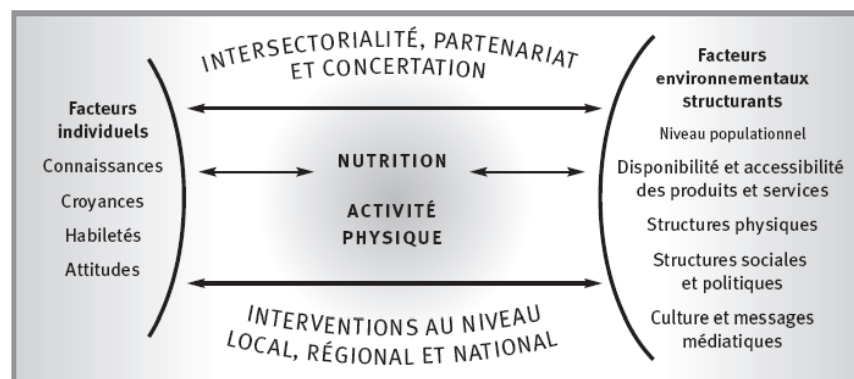 INTERSECTORIALITÉ, PARTENARIAT
ET CONCERTATION
Facteurs
individuels
Connaissances
Croyances
Habiletés
Attitudes
NUTRITION
ACTIVITÉ
PHYSIQUE
Facteurs
environnementaux
structurants
Niveau populationnel
Disponibilité et accessibilité
des produits et services
Structures physiques
Structures sociales
et politiques
Culture et messages
médiatiques
INTERVENTIONS AU NIVEAU
LOCAL, RÉGIONAL ET NATIONAL